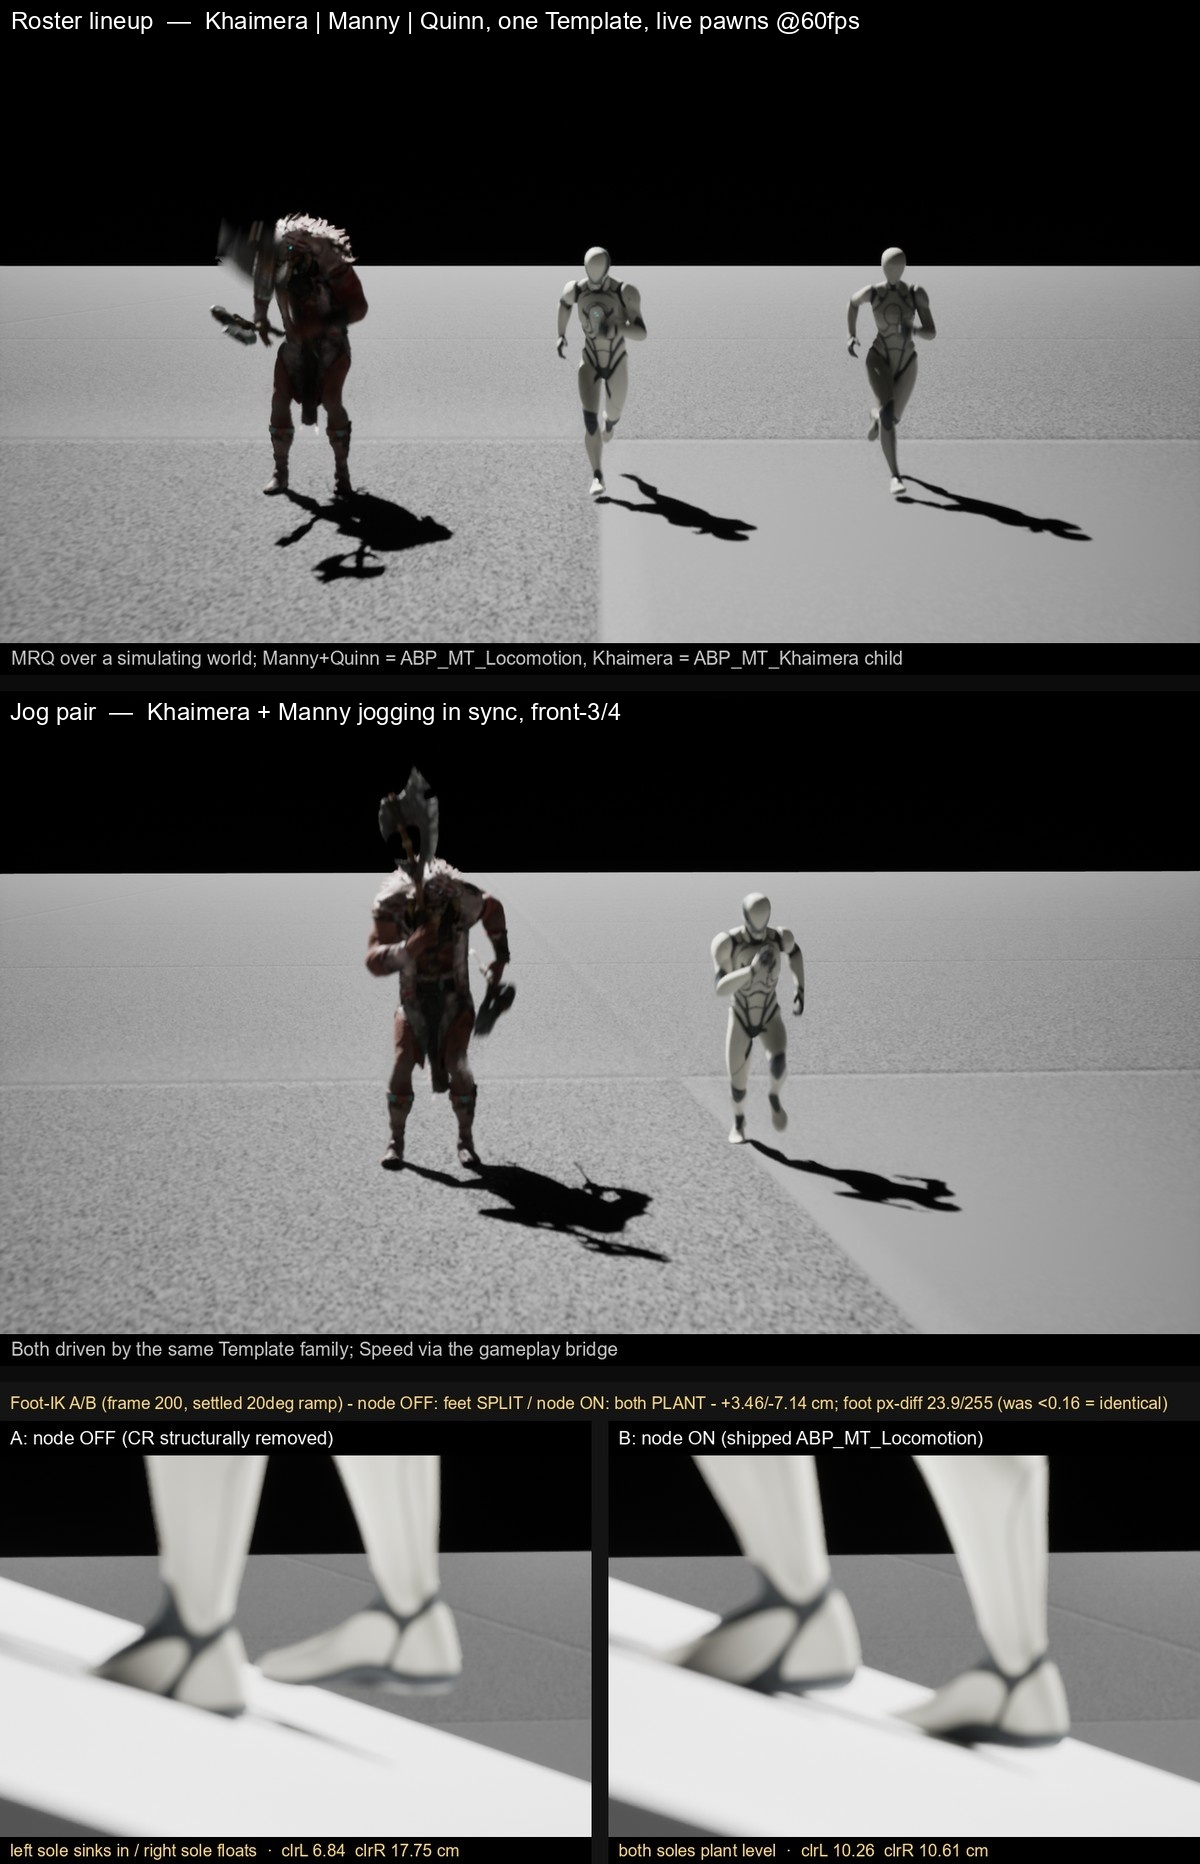 Roster lineup — Khaimera | Manny | Quinn, one Template, live pawns @60fps
MRQ over a simulating world; Manny+Quinn = ABP_MT_Locomotion, Khaimera = ABP_MT_Khaimera child
Jog pair — Khaimera + Manny jogging in sync, front-3/4
Both driven by the same Template family; Speed via the gameplay bridge
Foot-IK A/B (frame 200, settled 20deg ramp) - node OFF: feet SPLIT / node ON: both PLANT - +3.46/-7.14 cm; foot px-diff 23.9/255 (was <0.16 = identical)
A: node OFF (CR structurally removed)
B: node ON (shipped ABP_MT_Locomotion)
left sole sinks in / right sole floats · clrL 6.84 clrR 17.75 cm
both soles plant level · clrL 10.26 clrR 10.61 cm